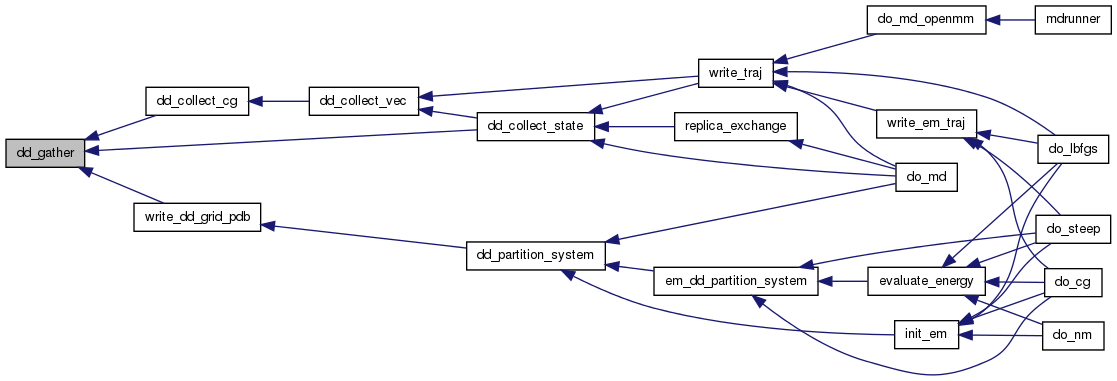 do_md_openmm
mdrunner
write_traj
dd_collect_cg
dd_collect_vec
dd_collect_state
replica_exchange
write_em_traj
do_lbfgs
dd_gather
do_md
write_dd_grid_pdb
do_steep
dd_partition_system
em_dd_partition_system
evaluate_energy
do_cg
init_em
do_nm